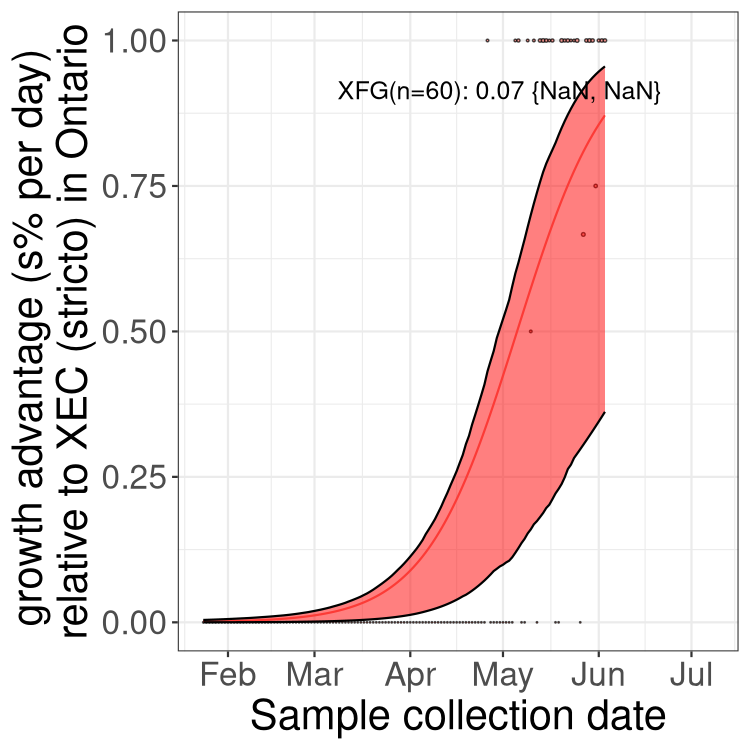 growth advantage (s% per day)
relative to XEC (stricto) in Ontario
1.00
0.75
0.50
0.25
0.00
XFG(n=60): 0.07 {NaN, NaN}
Feb Mar Apr May Jun Jul
Sample collection date